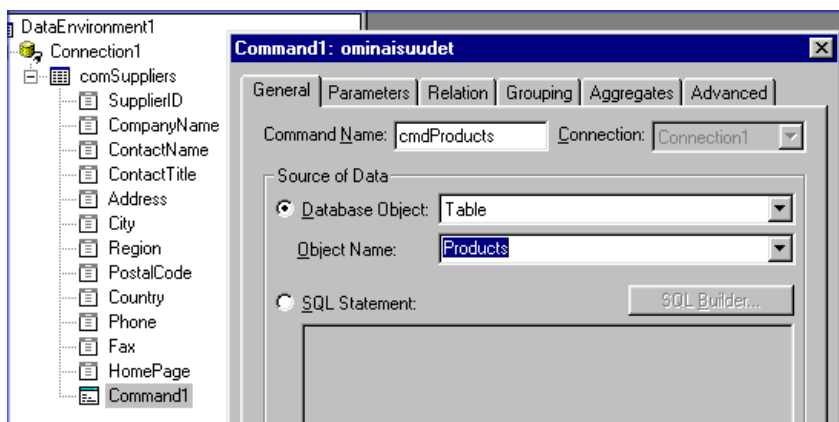 DataEnvironment1
Connection1
comSuppliers
SupplierID
CompanyName
ContactName
ContactTitle
Address
City
Region
PostalCode
Country
Phone
Fax
HomePage
Command1
Command1: ominaisuudet
General Parameters Relation Grouping Aggregates Advanced
Command Name: cmdProducts Connection: Connection1
Source of Data
Database Object: Table
Object Name: Products
SQL Statement: SQL Builder...